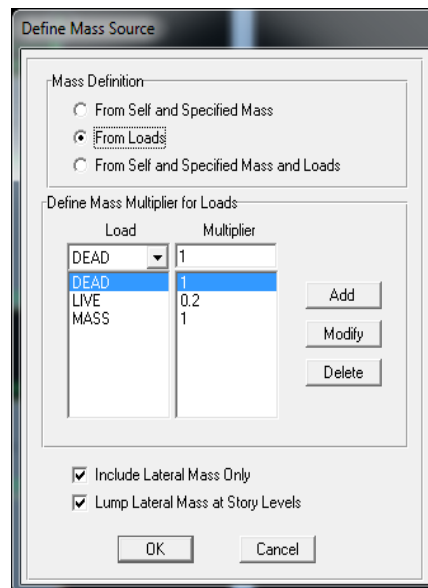 Define Mass Source
Mass Definition
From Self and Specified Mass
From Loads
From Self and Specified Mass and Loads
Define Mass Multiplier for Loads
Load Multiplier
DEAD 1
DEAD 1
LIVE 0.2
MASS 1
Add
Modify
Delete
Include Lateral Mass Only
Lump Lateral Mass at Story Levels
OK Cancel